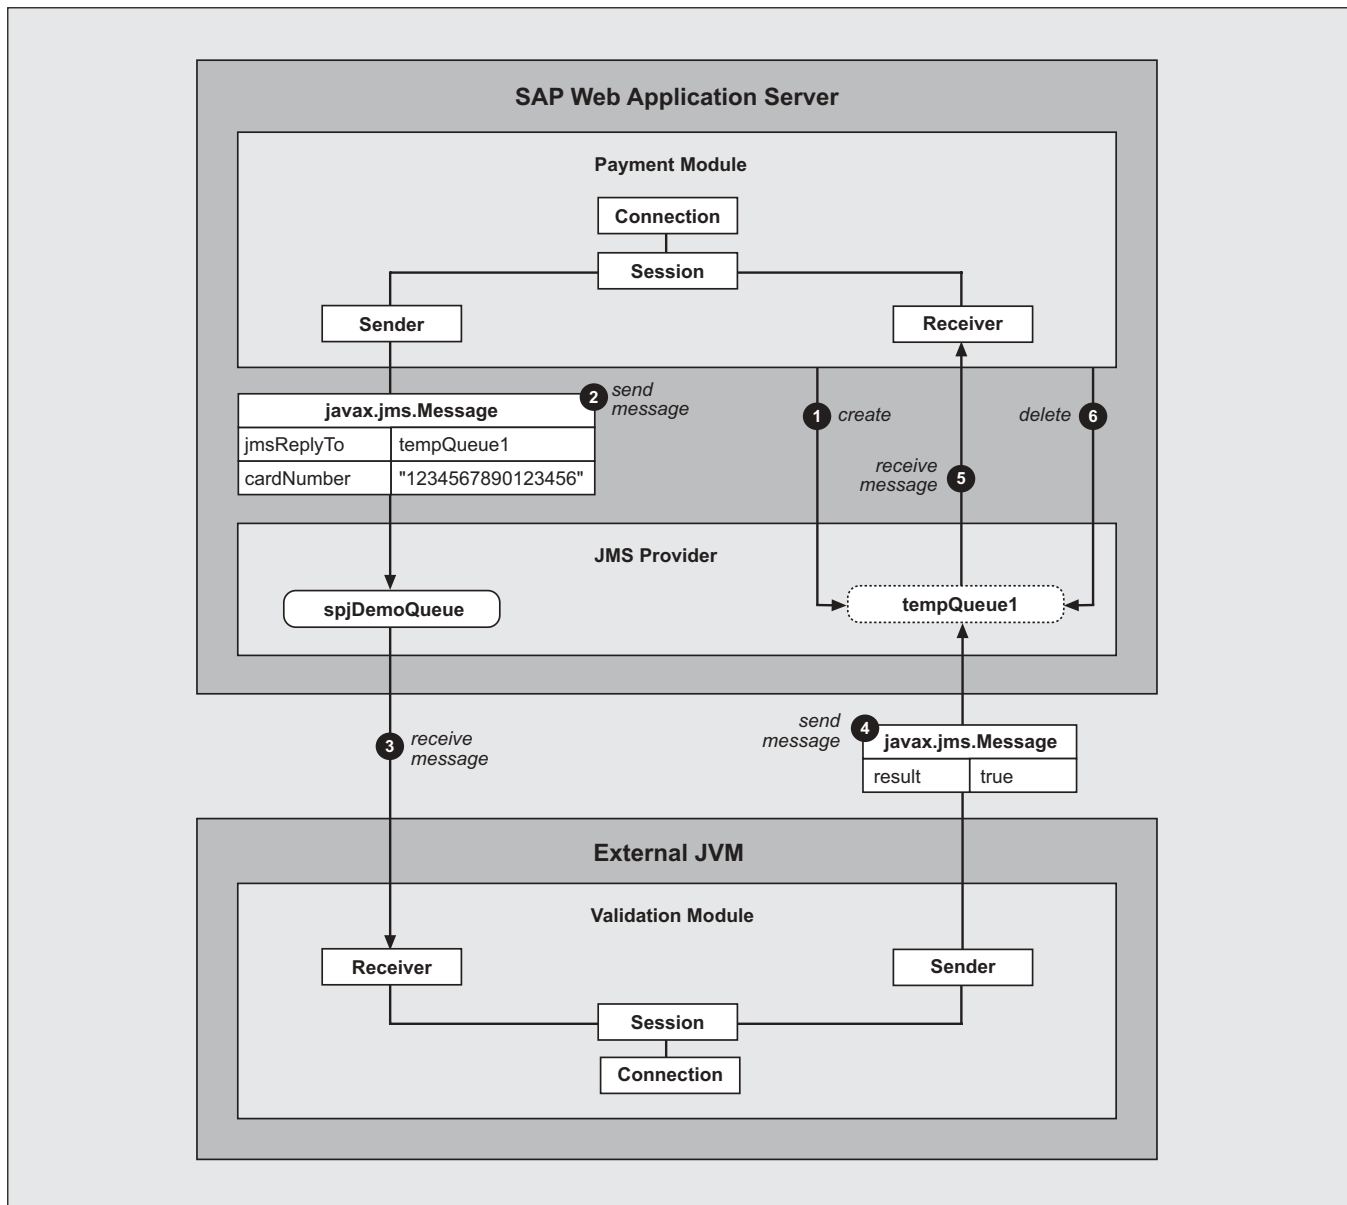 SAP Web Application Server
Payment Module
Connection
Session
Sender
Receiver
javax.jms.Message
2
send
message
jmsReplyTo
tempQueue1
cardNumber
"1234567890123456"
1
create
delete
6
receive
message
5
JMS Provider
spjDemoQueue
tempQueue1
3
receive
message
send
message
4
javax.jms.Message
result
true
External JVM
Validation Module
Receiver
Sender
Session
Connection